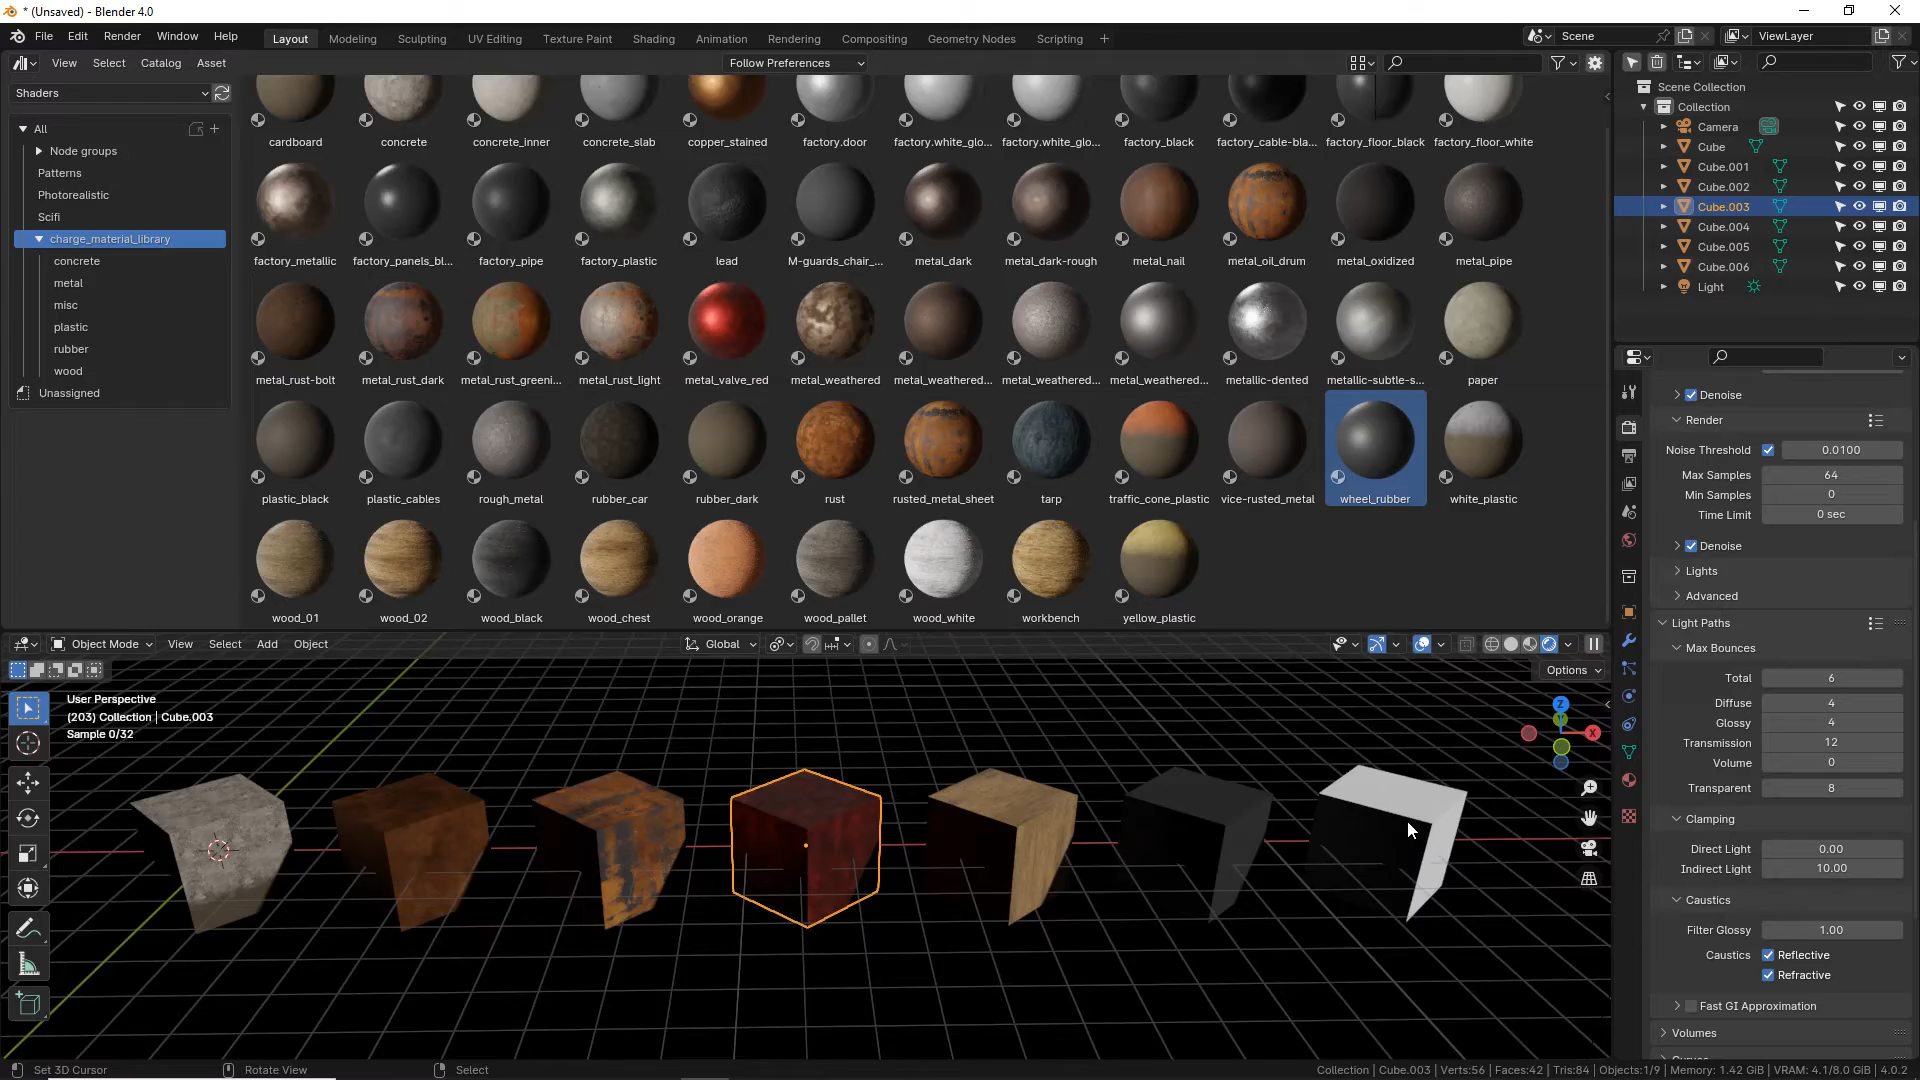 * (Unsaved) - Blender 4.0
File Edit Render Window Help
Layout Modeling Sculpting UV Editing Texture Paint Shading Animation Rendering Compositing Geometry Nodes Scripting +
Scene
ViewLayer
View Select Catalog Asset
Follow Preferences
Shaders
All
Node groups
Patterns
Photorealistic
Scifi
charge_material_library
concrete
metal
misc
plastic
rubber
wood
Unassigned
cardboard concrete concrete_inner concrete_slab copper_stained factory.door factory.white_glo... factory.white_glo... factory_black factory_cable-bla... factory_floor_black factory_floor_white
factory_metallic factory_panels_bl... factory_pipe factory_plastic lead M-guards_chair_... metal_dark metal_dark-rough metal_nail metal_oil_drum metal_oxidized metal_pipe
metal_rust-bolt metal_rust_dark metal_rust_greeni... metal_rust_light metal_valve_red metal_weathered metal_weathered... metal_weathered... metal_weathered... metallic-dented metallic-subtle-s... paper
plastic_black plastic_cables rough_metal rubber_car rubber_dark rust rusted_metal_sheet tarp traffic_cone_plastic vice-rusted_metal wheel_rubber white_plastic
wood_01 wood_02 wood_black wood_chest wood_orange wood_pallet wood_white workbench yellow_plastic
Object Mode View Select Add Object
Global
Options
User Perspective
(203) Collection | Cube.003
Sample 0/32
Z
Y
X
Scene Collection
Collection
Camera
Cube
Cube.001
Cube.002
Cube.003
Cube.004
Cube.005
Cube.006
Light
Denoise
Render
Noise Threshold 0.0100
Max Samples 64
Min Samples 0
Time Limit 0 sec
Denoise
Lights
Advanced
Light Paths
Max Bounces
Total 6
Diffuse 4
Glossy 4
Transmission 12
Volume 0
Transparent 8
Clamping
Direct Light 0.00
Indirect Light 10.00
Caustics
Filter Glossy 1.00
Caustics Reflective
Refractive
Fast GI Approximation
Volumes
Set 3D Cursor Rotate View Select
Collection | Cube.003 | Verts:56 | Faces:42 | Tris:84 | Objects:1/9 | Memory: 1.42 GiB | VRAM: 4.1/8.0 GiB | 4.0.2